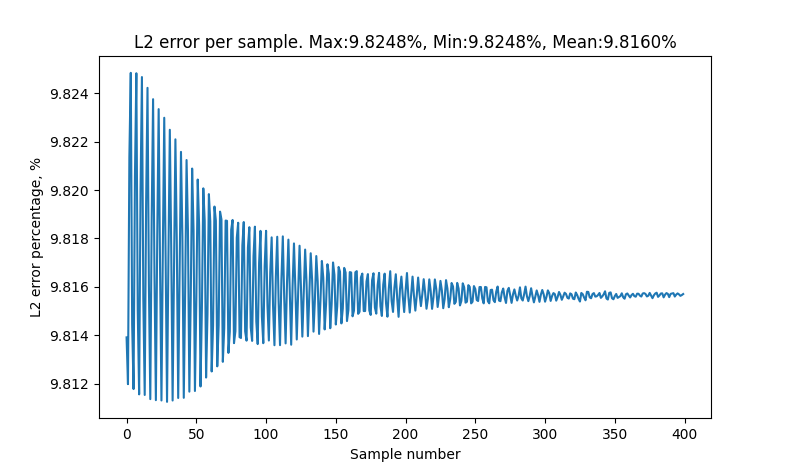 L2 error per sample. Max:9.8248%, Min:9.8248%, Mean:9.8160%
9.824
9.822
9.820
9.818
9.816
9.814
9.812
L2 error percentage, %
0 50 100 150 200 250 300 350 400
Sample number